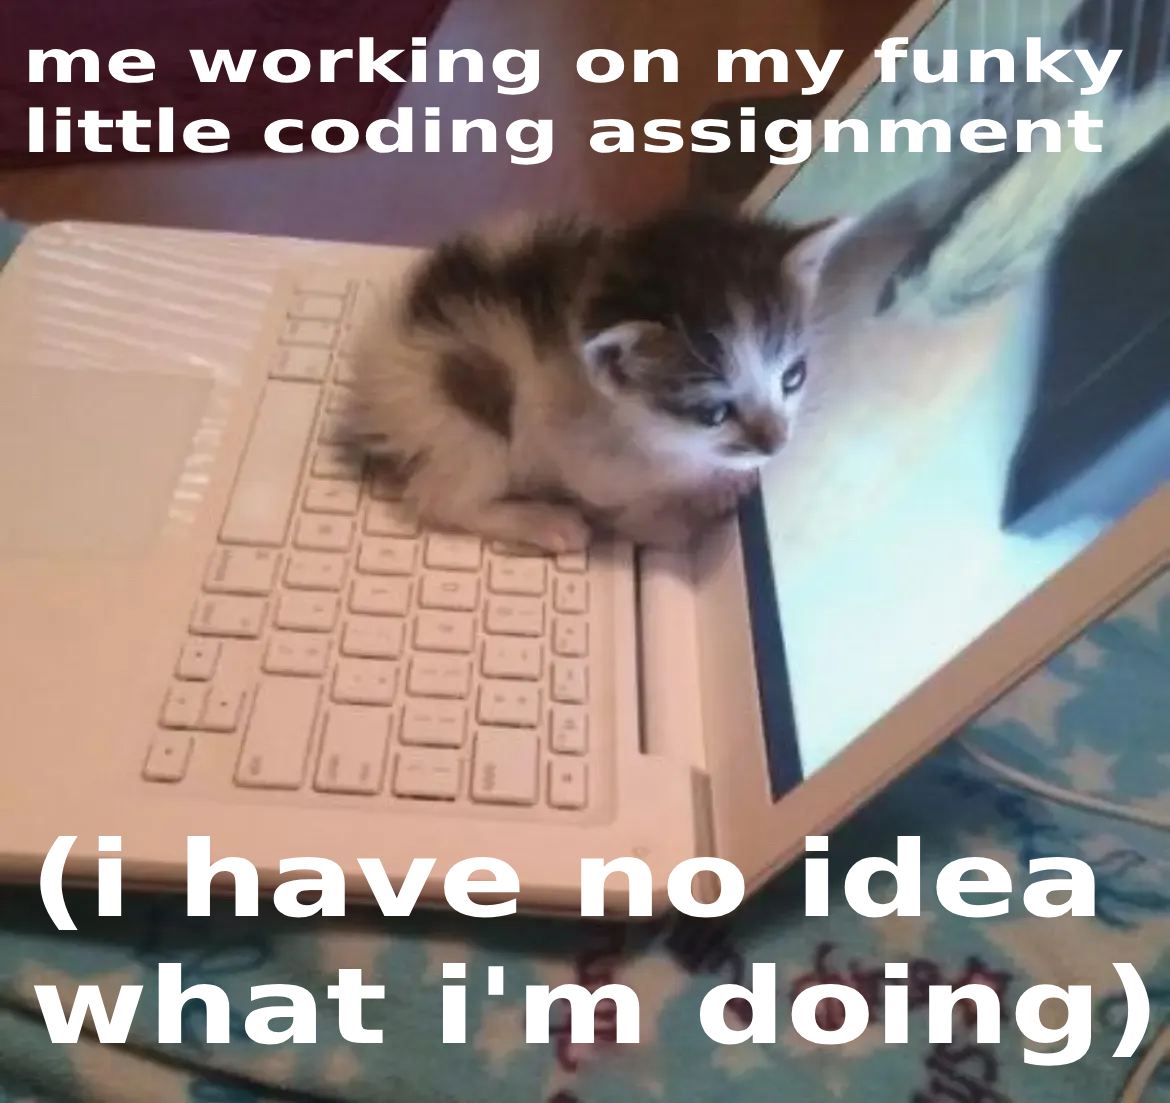 me working on my funky
little coding assignment
(i have no idea
what i'm doing)